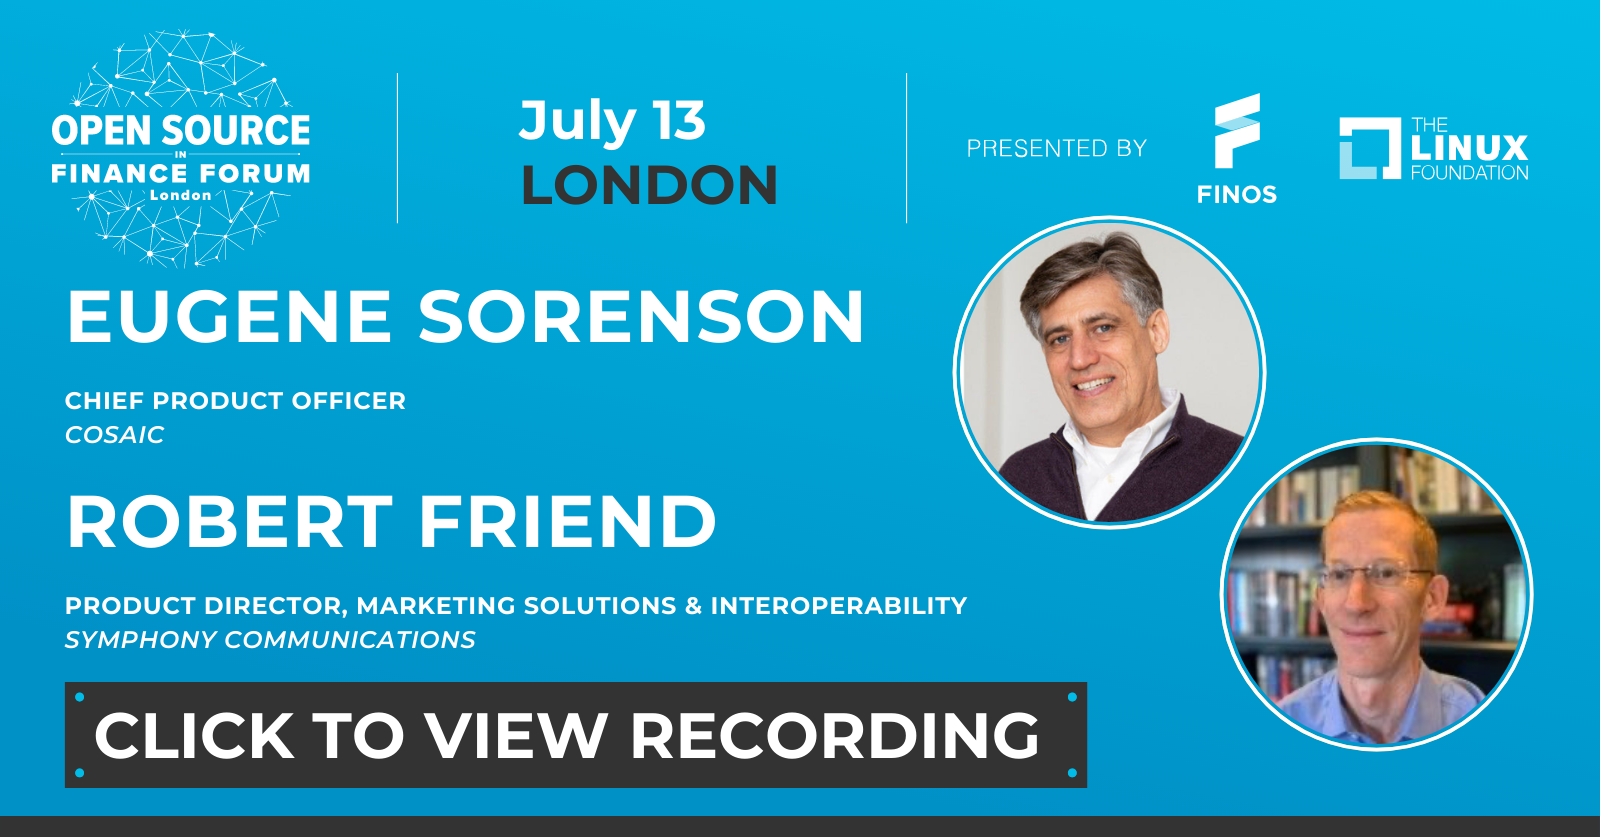 OPEN SOURCE
IN
FINANCE FORUM
London
July 13
LONDON
PRESENTED BY
FINOS
THE
LINUX
FOUNDATION
EUGENE SORENSON
CHIEF PRODUCT OFFICER
COSAIC
ROBERT FRIEND
PRODUCT DIRECTOR, MARKETING SOLUTIONS & INTEROPERABILITY
SYMPHONY COMMUNICATIONS
CLICK TO VIEW RECORDING